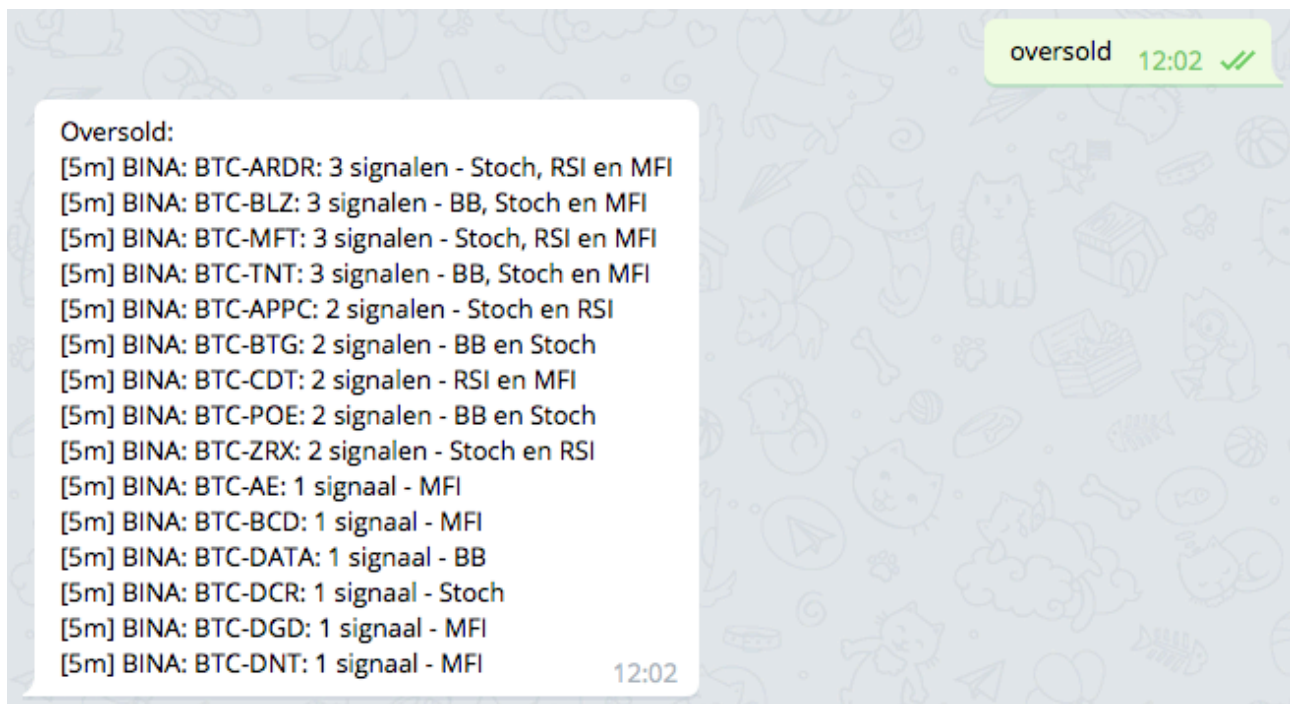 oversold 12:02
Oversold:
[5m] BINA: BTC-ARDR: 3 signalen - Stoch, RSI en MFI
[5m] BINA: BTC-BLZ: 3 signalen - BB, Stoch en MFI
[5m] BINA: BTC-MFT: 3 signalen - Stoch, RSI en MFI
[5m] BINA: BTC-TNT: 3 signalen - BB, Stoch en MFI
[5m] BINA: BTC-APPC: 2 signalen - Stoch en RSI
[5m] BINA: BTC-BTG: 2 signalen - BB en Stoch
[5m] BINA: BTC-CDT: 2 signalen - RSI en MFI
[5m] BINA: BTC-POE: 2 signalen - BB en Stoch
[5m] BINA: BTC-ZRX: 2 signalen - Stoch en RSI
[5m] BINA: BTC-AE: 1 signaal - MFI
[5m] BINA: BTC-BCD: 1 signaal - MFI
[5m] BINA: BTC-DATA: 1 signaal - BB
[5m] BINA: BTC-DCR: 1 signaal - Stoch
[5m] BINA: BTC-DGD: 1 signaal - MFI
[5m] BINA: BTC-DNT: 1 signaal - MFI 12:02